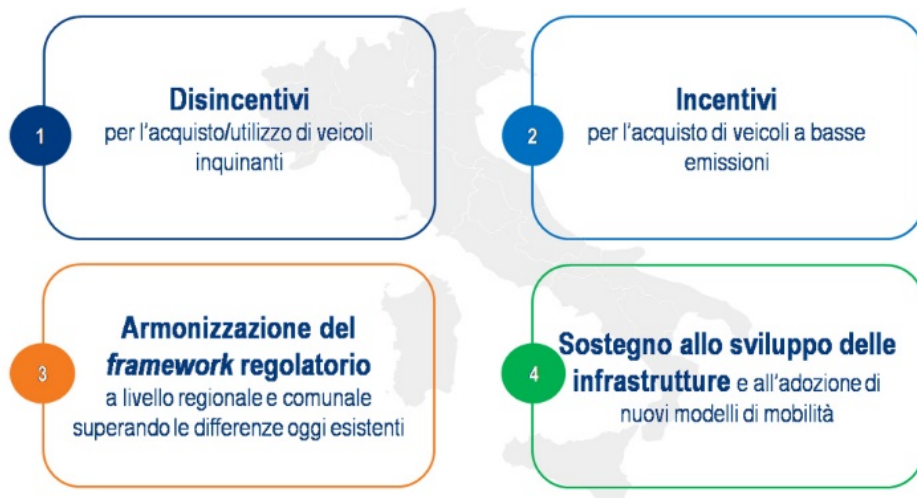 1
Disincentivi
per l'acquisto/utilizzo di veicoli
inquinanti
2
Incentivi
per l'acquisto di veicoli a basse
emissioni
3
Armonizzazione del
framework regolatorio
a livello regionale e comunale
superando le differenze oggi esistenti
4
Sostegno allo sviluppo delle
infrastrutture e all'adozione di
nuovi modelli di mobilità